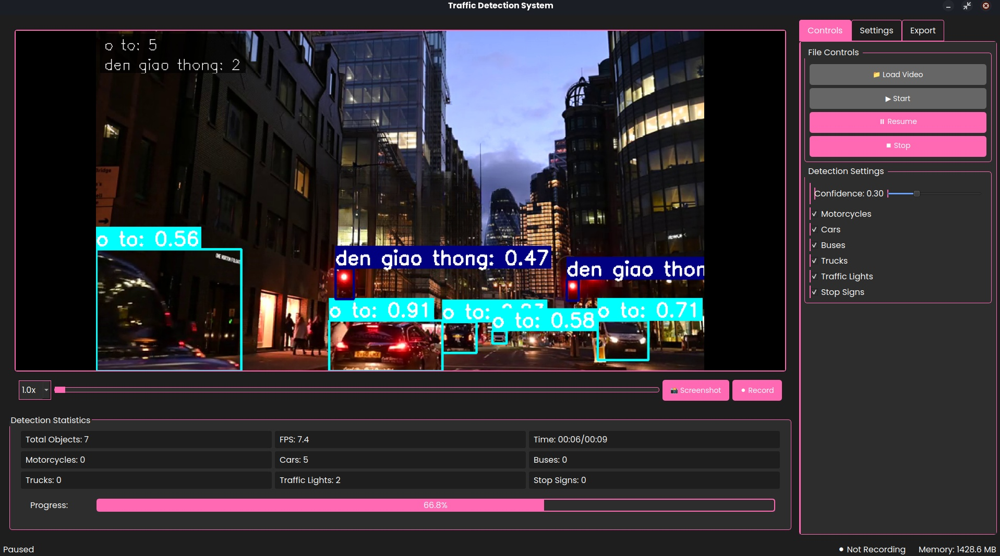 Traffic Detection System
o to: 5
den giao thong: 2
Bridge
o to: 0.56
den giao thong: 0.47
den giao thon
o to: 0.91
o to:
o to: 0.58
o to: 0.71
1.0x
📸 Screenshot
● Record
Detection Statistics
Total Objects: 7
FPS: 7.4
Time: 00:06/00:09
Motorcycles: 0
Cars: 5
Buses: 0
Trucks: 0
Traffic Lights: 2
Stop Signs: 0
Progress:
66.8%
Controls
Settings
Export
File Controls
📁 Load Video
▶ Start
⏸ Resume
⏹ Stop
Detection Settings
Confidence: 0.30
✓ Motorcycles
✓ Cars
✓ Buses
✓ Trucks
✓ Traffic Lights
✓ Stop Signs
Paused
● Not Recording
Memory: 1428.6 MB